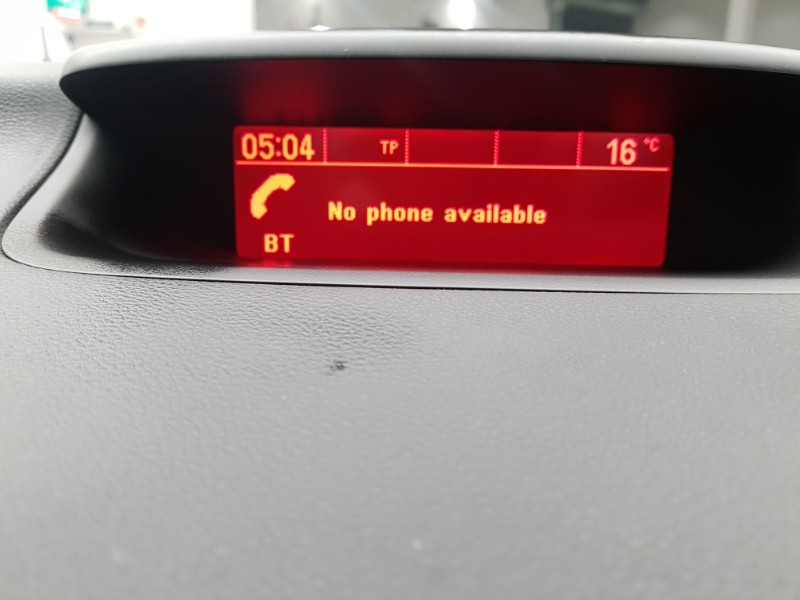 05:04 TP 16 °C
No phone available
BT